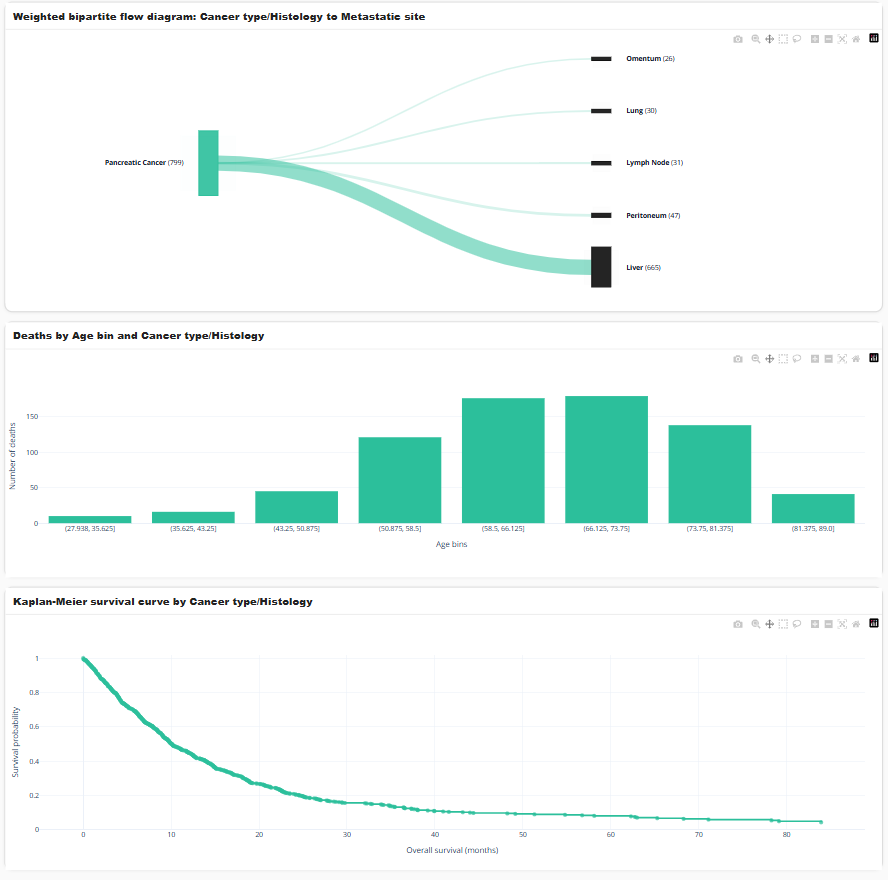 Weighted bipartite flow diagram: Cancer type/Histology to Metastatic site
Omentum (26)
Lung (30)
Pancreatic Cancer (799)
Lymph Node (31)
Peritoneum (47)
Liver (665)
Deaths by Age bin and Cancer type/Histology
Number of deaths
150
100
50
0
(27.938, 35.625]
(35.625, 43.25]
(43.25, 50.875]
(50.875, 58.5]
(58.5, 66.125]
(66.125, 73.75]
(73.75, 81.375]
(81.375, 89.0]
Age bins
Kaplan-Meier survival curve by Cancer type/Histology
Survival probability
1
0.8
0.6
0.4
0.2
0
0
10
20
30
40
50
60
70
80
Overall survival (months)